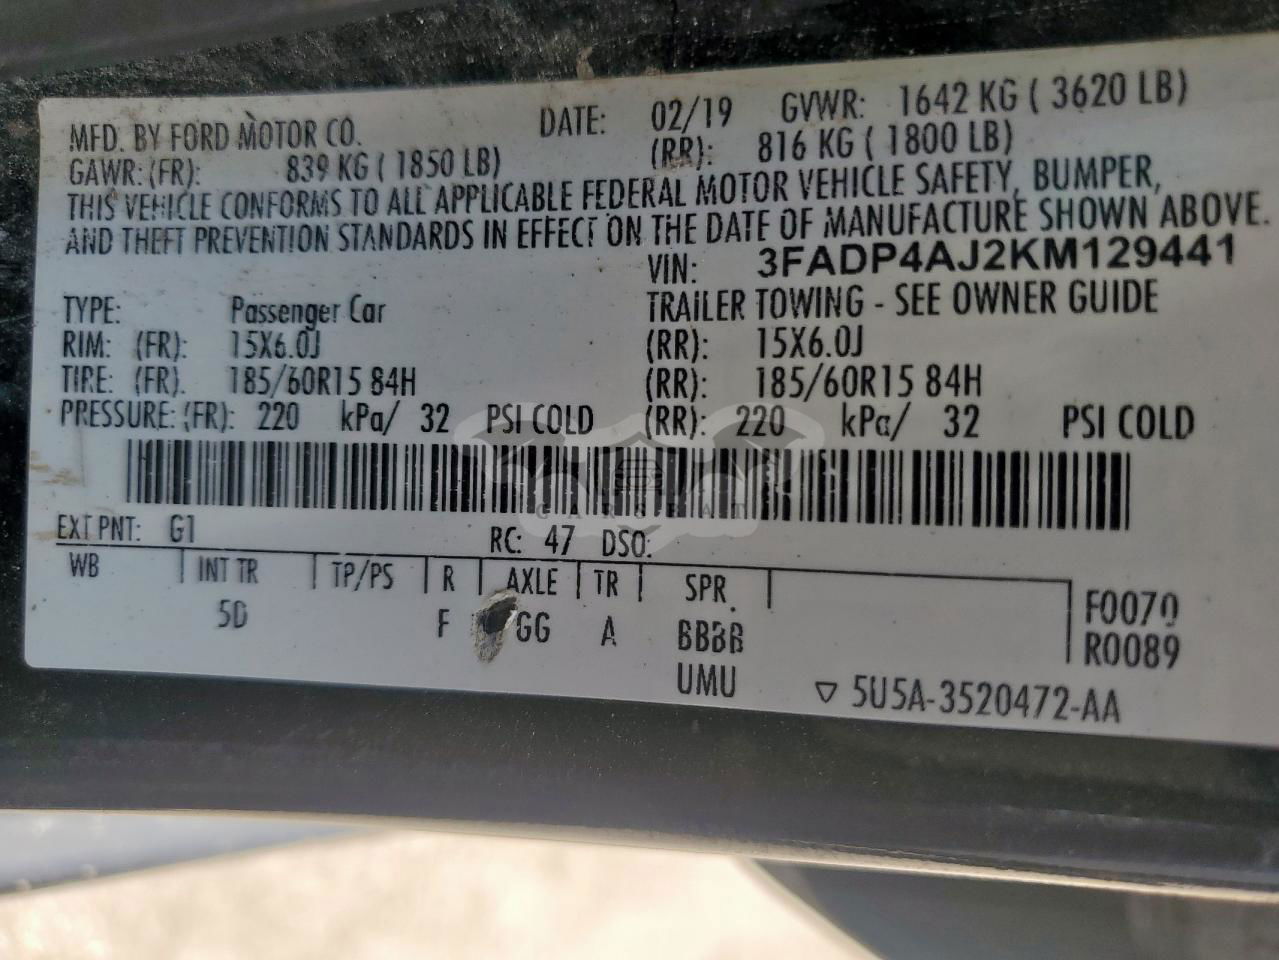 MFD. BY FORD MOTOR CO. DATE: 02/19 GVWR: 1642 KG ( 3620 LB)
GAWR: (FR): 839 KG ( 1850 LB) (RR): 816 KG ( 1800 LB)
THIS VEHICLE CONFORMS TO ALL APPLICABLE FEDERAL MOTOR VEHICLE SAFETY, BUMPER,
AND THEFT PREVENTION STANDARDS IN EFFECT ON THE DATE OF MANUFACTURE SHOWN ABOVE.
VIN: 3FADP4AJ2KM129441
TYPE: Passenger Car TRAILER TOWING - SEE OWNER GUIDE
RIM: (FR): 15X6.0J (RR): 15X6.0J
TIRE: (FR). 185/60R15 84H (RR): 185/60R15 84H
PRESSURE: (FR): 220 kPa/ 32 PSI COLD (RR): 220 kPa/ 32 PSI COLD
CARSBAT
EXT PNT: G1 RC: 47 DSO:
WB INT TR TP/PS R AXLE TR SPR
5D F GG A BBBB F0070
UMU R0089
5U5A-3520472-AA